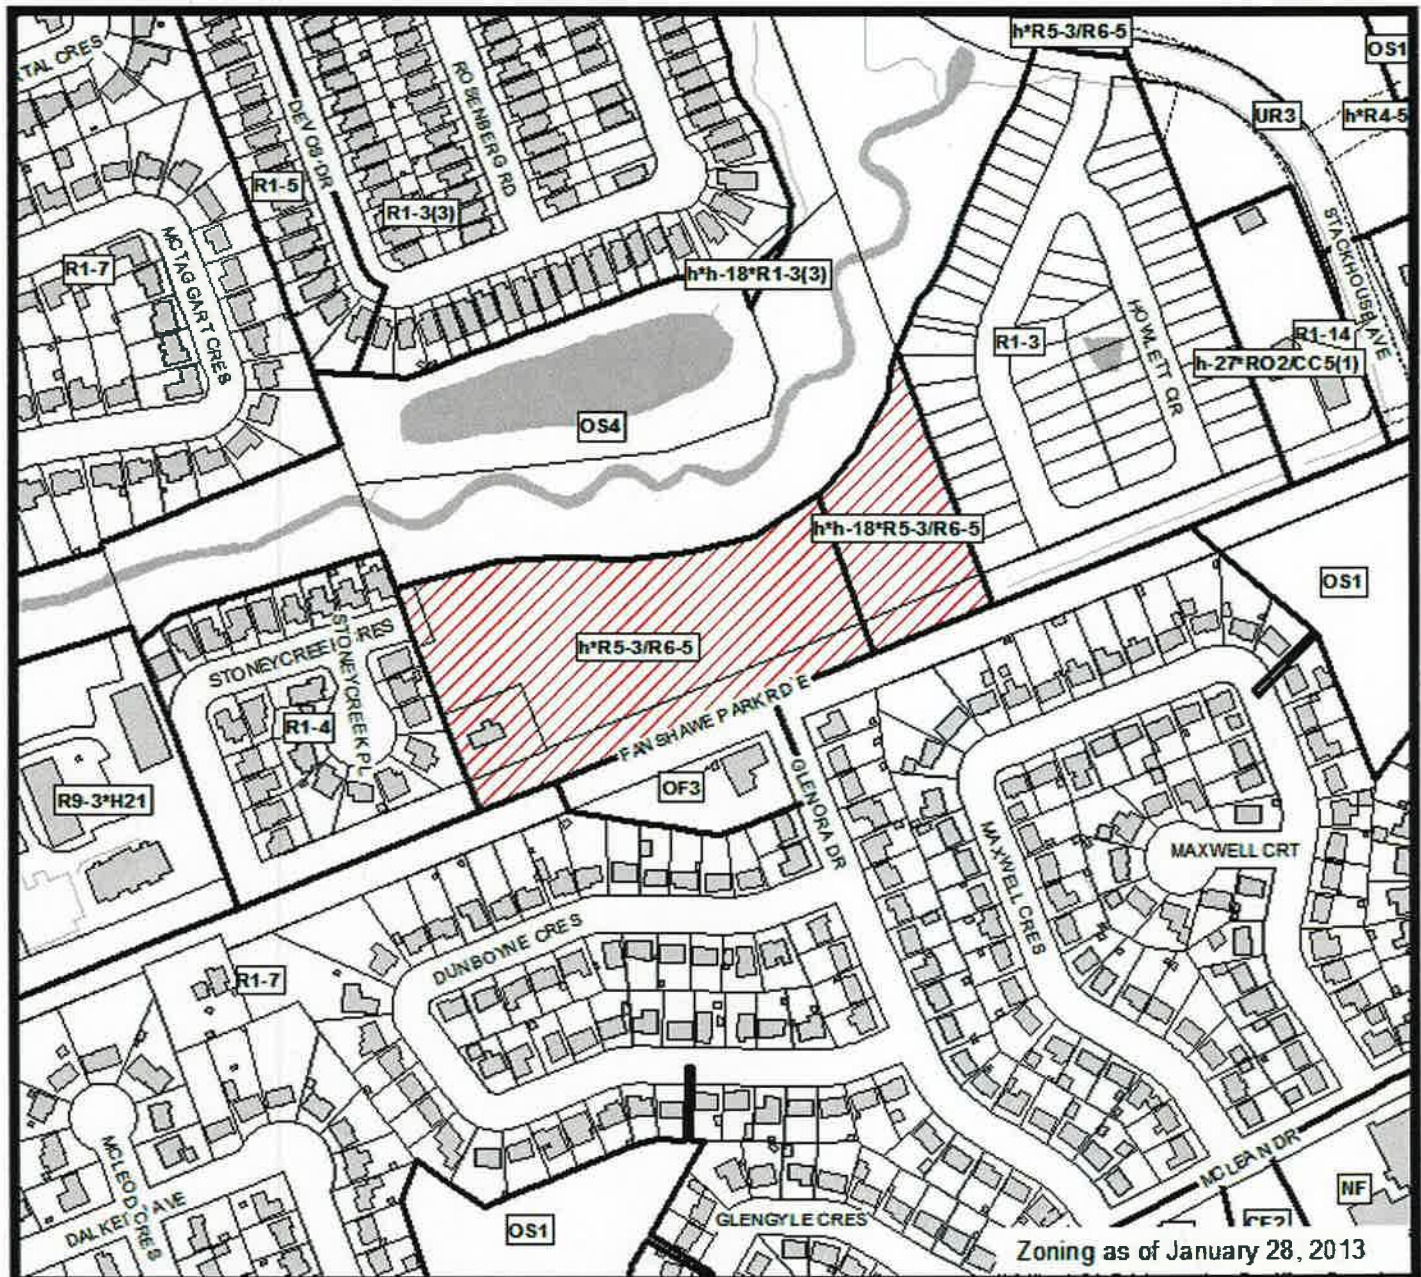 h*R5-3/R6-5
OS1
TAL CRES
DEVOS DR
ROSENBERG RD
UR3
h*R4-5
R1-5
R1-3(3)
STACKHOUSE AVE
MCTAGGART CRES
R1-7
h*h-18*R1-3(3)
HOWLETT CIR
R1-3
R1-14
h-27*RO2/CC5(1)
OS4
h*h-18*R5-3/R6-5
OS1
STONEYCREEK CRES
STONEYCREEK PL
h*R5-3/R6-5
R1-4
FANSHAWE PARK RD E
OF3
GLENORA DR
R9-3*H21
MAXWELL CRES
MAXWELL CRT
DUNBOYNE CRES
R1-7
MCLEOD CRES
DALKEITH AVE
MCLEAN DR
NF
OS1
GLENGYLE CRES
CF2
Zoning as of January 28, 2013